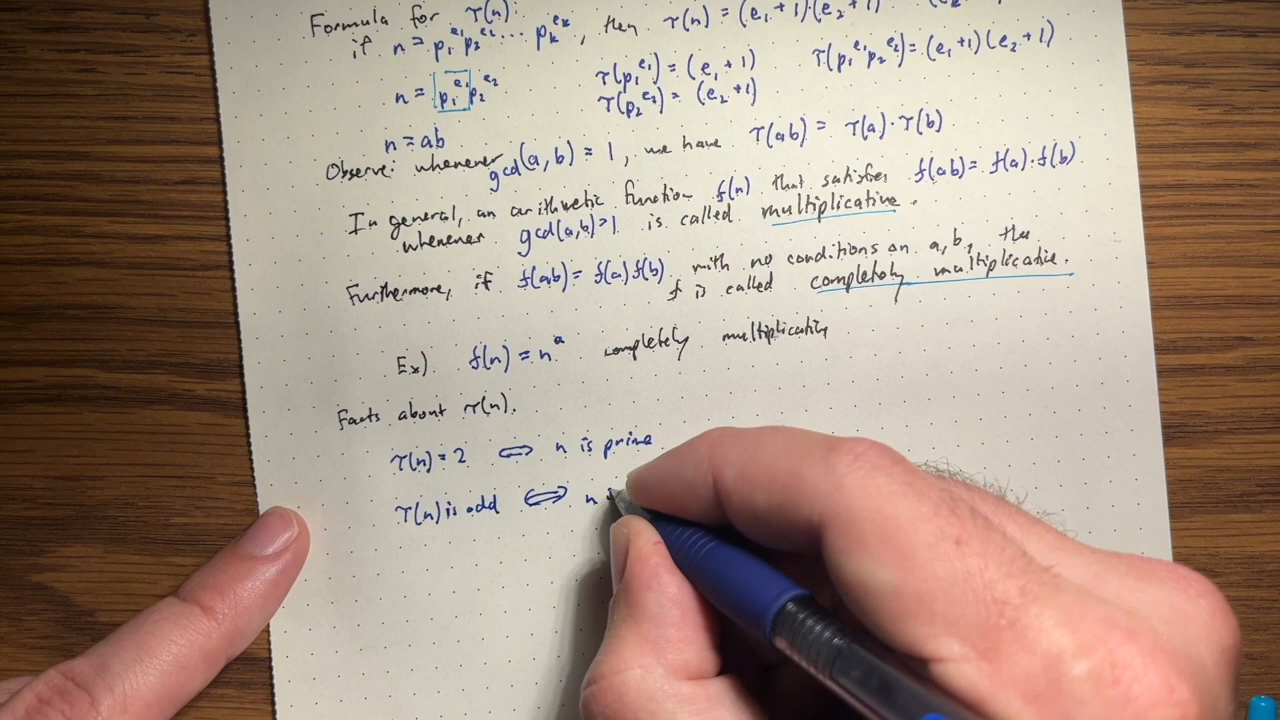 Formula for τ(n):
if n = p₁^e₁ p₂^e₂ ... pₖ^eₖ, then τ(n) = (e₁+1)·(e₂+1)
n = p₁^e₁ p₂^e₂ τ(p₁^e₁) = (e₁+1) τ(p₁^e₁ p₂^e₂) = (e₁+1)(e₂+1)
τ(p₂^e₂) = (e₂+1)
n = ab
Observe: whenever gcd(a,b) = 1, we have τ(ab) = τ(a)·τ(b)
In general, an arithmetic function f(n) that satisfies f(ab) = f(a)·f(b)
whenever gcd(a,b)=1 is called multiplicative.
Furthermore, if f(ab) = f(a)f(b) with no conditions on a,b, then
f is called completely multiplicative.
Ex) f(n) = n^a completely multiplicative
Facts about τ(n).
τ(n) = 2 ⇔ n is prime
τ(n) is odd ⇔ n